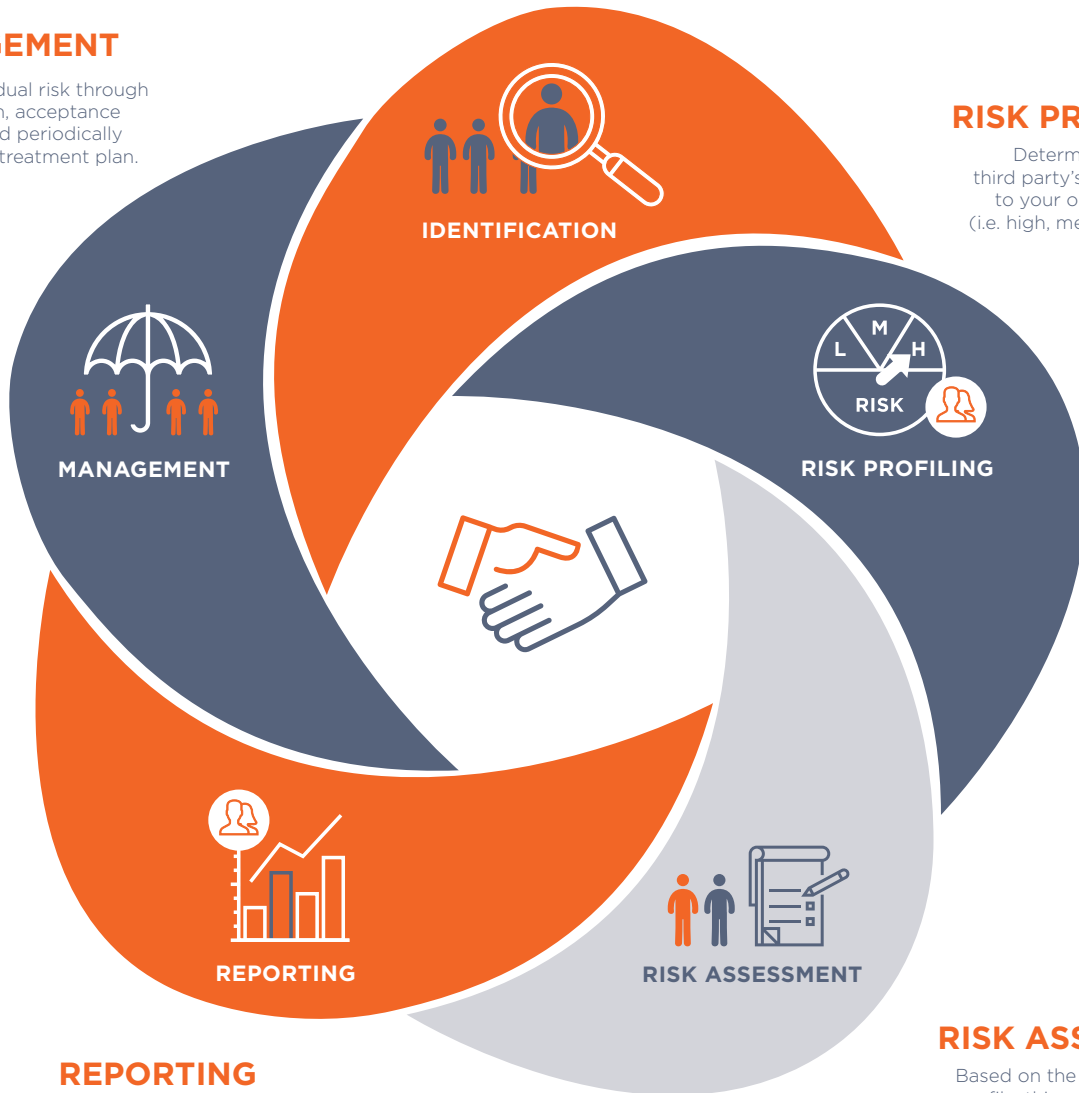 GEMENT
dual risk through
n, acceptance
d periodically
treatment plan.
IDENTIFICATION
RISK PR
Determ
third party's
to your o
(i.e. high, me
L
M
H
RISK
RISK PROFILING
MANAGEMENT
REPORTING
RISK ASSESSMENT
REPORTING
RISK ASS
Based on the